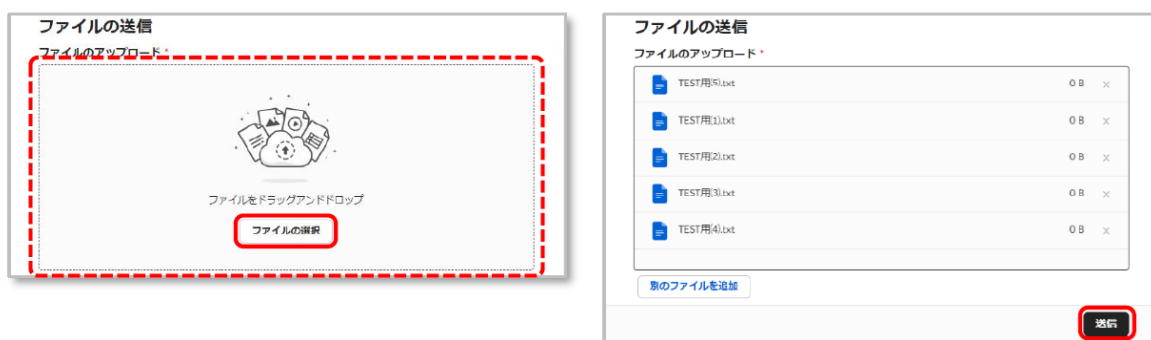 ファイルの送信
ファイルのアップロード *
ファイルをドラッグアンドドロップ
ファイルの選択
ファイルの送信
ファイルのアップロード *
TEST用(5).txt 0 B ×
TEST用(1).txt 0 B ×
TEST用(2).txt 0 B ×
TEST用(3).txt 0 B ×
TEST用(4).txt 0 B ×
別のファイルを追加
送信